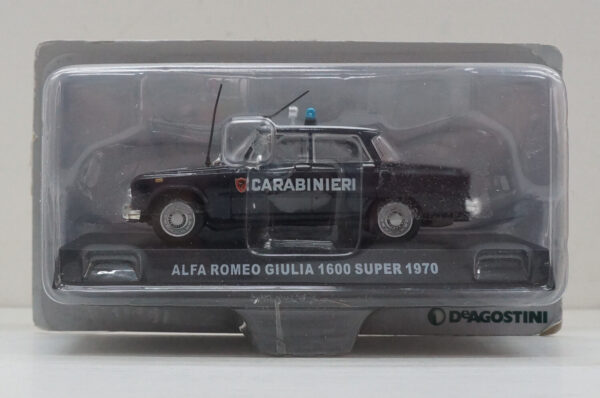 CARABINIERI
ALFA ROMEO GIULIA 1600 SUPER 1970
DeAGOSTINI